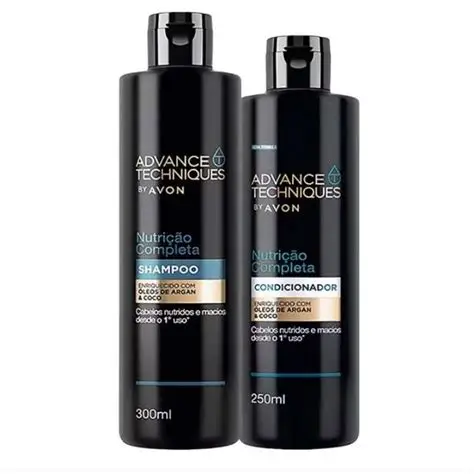 ADVANCE
TECHNIQUES
BY AVON
Nutrição
Completa
SHAMPOO
ENRIQUECIDO COM
ÓLEOS DE ARGAN
& COCO
Cabelos nutridos e macios
desde o 1º uso*
300ml
ADVANCE
TECHNIQUES
BY AVON
Nutrição
Completa
CONDICIONADOR
ENRIQUECIDO COM
ÓLEOS DE ARGAN
& COCO
Cabelos nutridos e macios
desde o 1º uso*
250ml